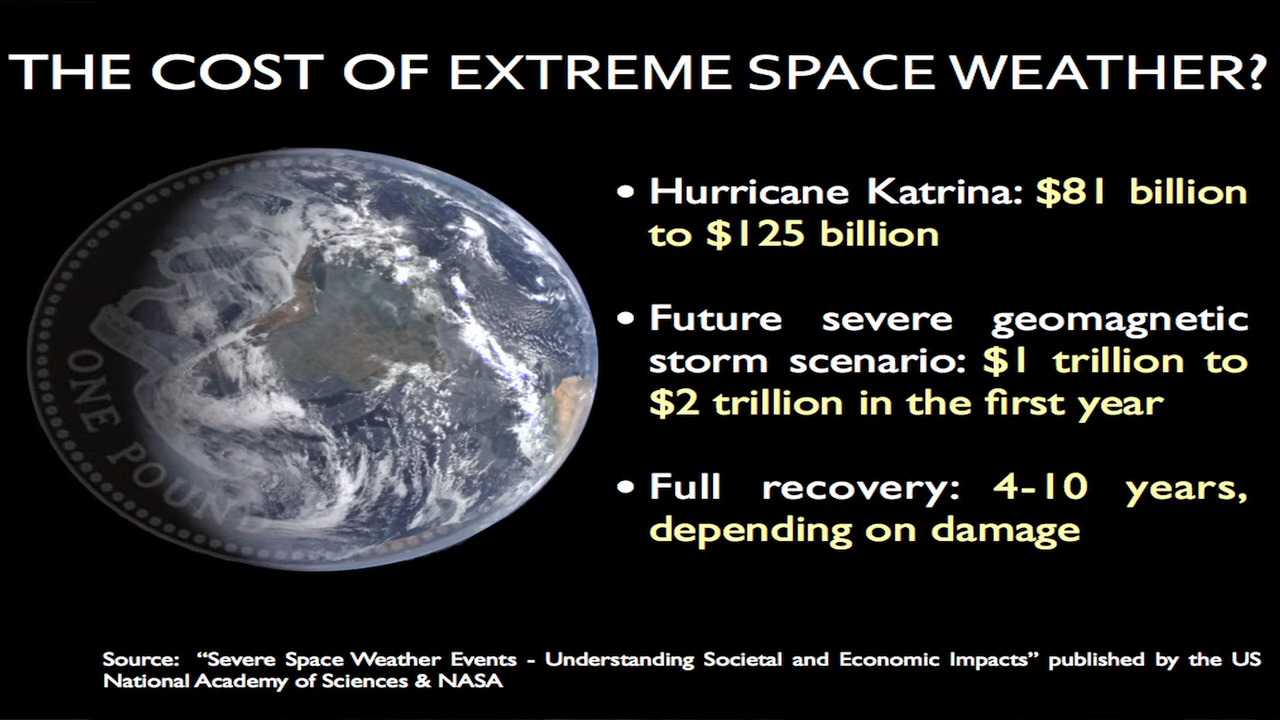 THE COST OF EXTREME SPACE WEATHER?
• Hurricane Katrina: $81 billion
to $125 billion
• Future severe geomagnetic
storm scenario: $1 trillion to
$2 trillion in the first year
• Full recovery: 4-10 years,
depending on damage
ONE POUN
Source: “Severe Space Weather Events - Understanding Societal and Economic Impacts” published by the US
National Academy of Sciences & NASA